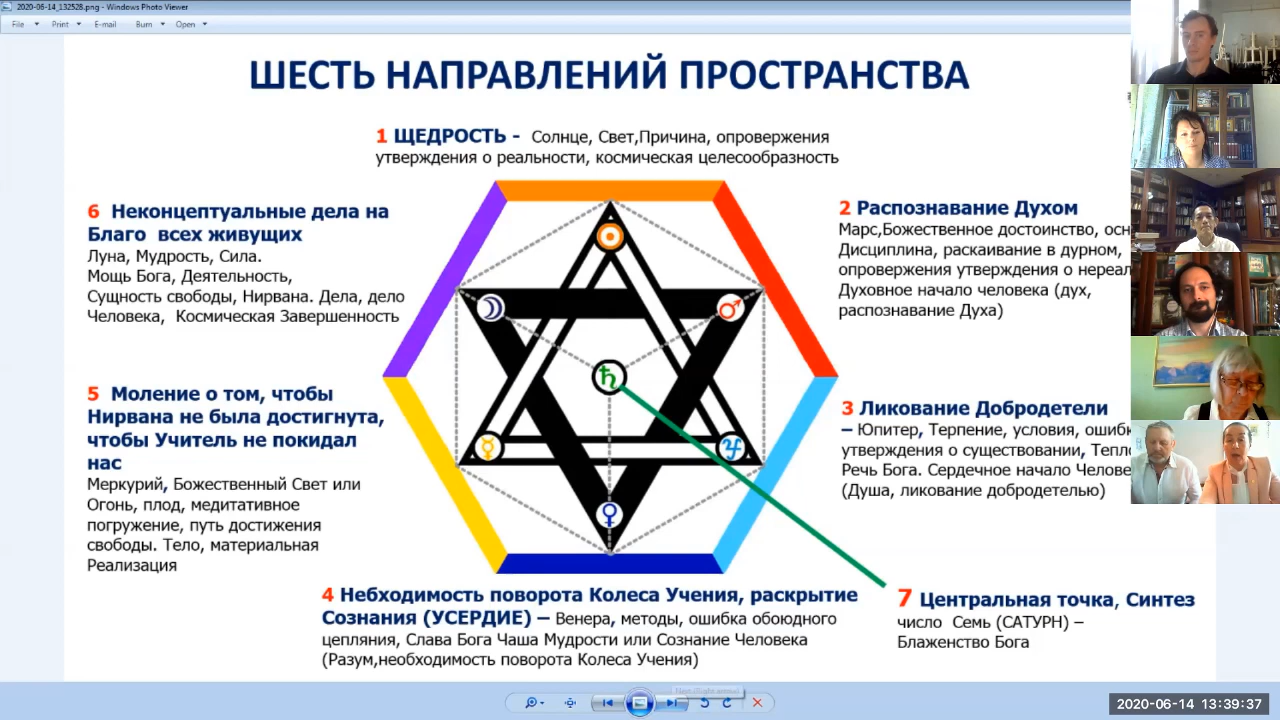 2020-06-14_132528.png - Windows Photo Viewer
File Print E-mail Burn Open
ШЕСТЬ НАПРАВЛЕНИЙ ПРОСТРАНСТВА
1 ЩЕДРОСТЬ - Солнце, Свет,Причина, опровержения
утверждения о реальности, космическая целесообразность
2 Распознавание Духом
Марс,Божественное достоинство,
Дисциплина, раскаивание в дурном,
опровержения утверждения о
Духовное начало человека (дух,
распознавание Духа)
3 Ликование Добродетели
– Юпитер, Терпение, условия,
утверждения о существовании,
Речь Бога. Сердечное начало
(Душа, ликование добродетелью)
7 Центральная точка, Синтез
число Семь (САТУРН) –
Блаженство Бога
4 Небходимость поворота Колеса Учения, раскрытие
Сознания (УСЕРДИЕ) – Венера, методы, ошибка обоюдного
цепляния, Слава Бога Чаша Мудрости или Сознание Человека
(Разум,необходимость поворота Колеса Учения)
5 Моление о том, чтобы
Нирвана не была достигнута,
чтобы Учитель не покидал
нас
Меркурий, Божественный Свет или
Огонь, плод, медитативное
погружение, путь достижения
свободы. Тело, материальная
Реализация
6 Неконцептуальные дела на
Благо всех живущих
Луна, Мудрость, Сила.
Мощь Бога, Деятельность,
Сущность свободы, Нирвана. Дела, дело
Человека, Космическая Завершенность
2020-06-14 13:39:37